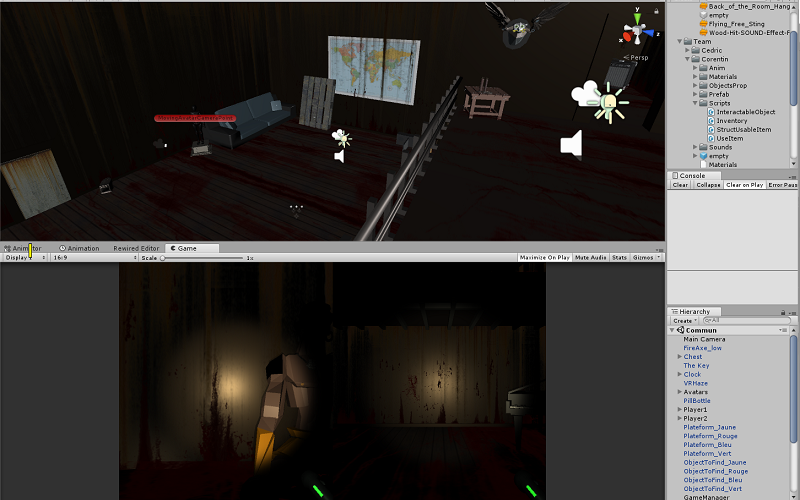 Back_of_the_Room_Hang
empty
Flying_Free_Sting
Wood-Hit-SOUND-Effect-F
Team
Cedric
Corentin
Anim
Materials
ObjectsProp
Prefab
Scripts
InteractableObject
Inventory
StructUsableItem
UseItem
Sounds
empty
Materials
y
x
z
Persp
MovingAvatarCameraPoint
Console
Clear
Collapse
Clear on Play
Error Paus
Animator
Animation
Rewired Editor
Game
Display
16:9
Scale
1x
Maximize On Play
Mute Audio
Stats
Gizmos
Hierarchy
Create
All
Commun
Main Camera
FireAxe_low
Chest
The Key
Clock
VRHaze
Avatars
PillBottle
Player1
Player2
Plateform_Jaune
Plateform_Rouge
Plateform_Bleu
Plateform_Vert
ObjectToFind_Jaune
ObjectToFind_Rouge
ObjectToFind_Bleu
ObjectToFind_Vert
GameManager